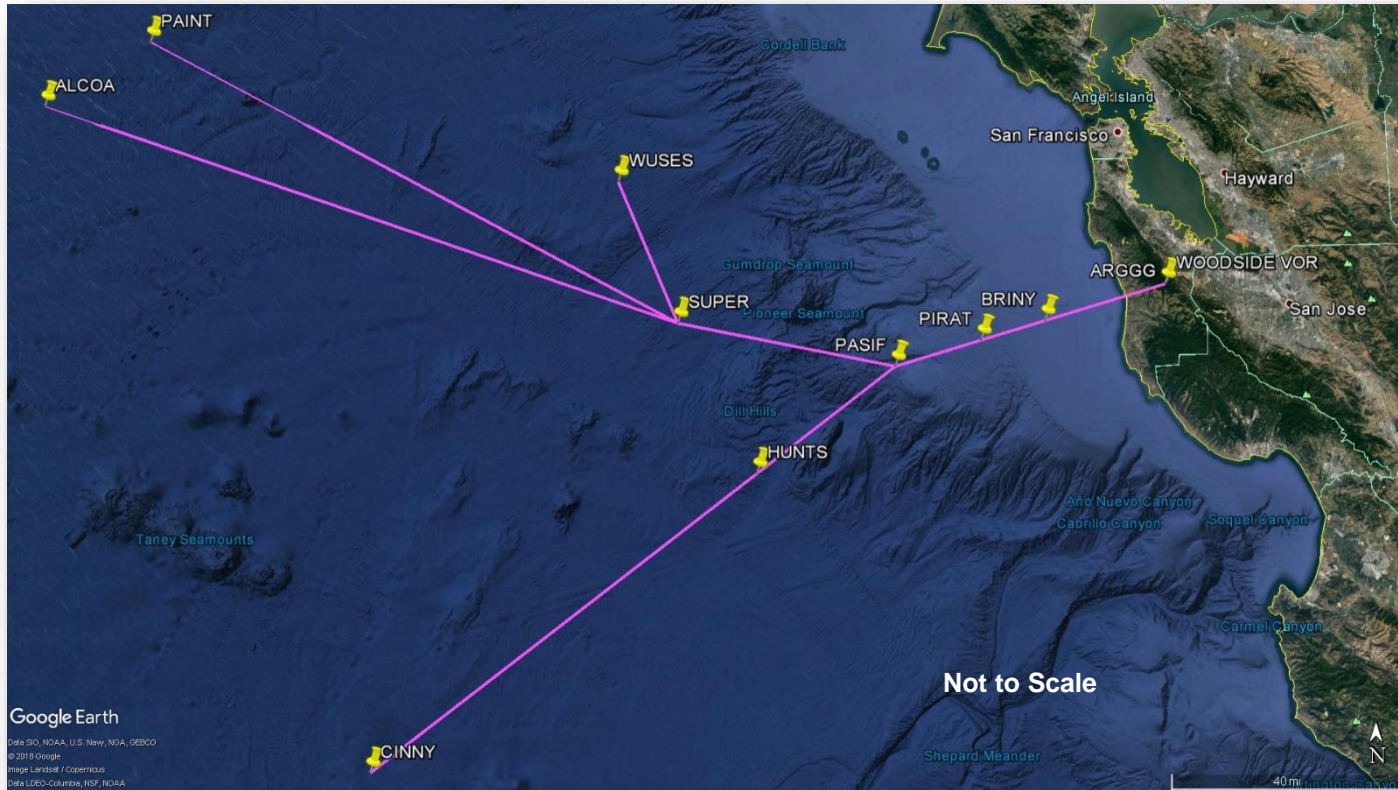 PAINT
Cordell Bank
ALCOA
Angel Island
San Francisco
WUSES
Hayward
Gumdrop Seamount
ARGGG
WOODSIDE VOR
SUPER
Pioneer Seamount
BRINY
PIRAT
San Jose
PASIF
Dill Hills
HUNTS
Año Nuevo Canyon
Cabrillo Canyon
Soquel Canyon
Taney Seamounts
Carmel Canyon
Not to Scale
Google Earth
Data SIO, NOAA, U.S. Navy, NGA, GEBCO
© 2018 Google
Image Landsat / Copernicus
Data LDEO-Columbia, NSF, NOAA
CINNY
Shepard Meander
N
40 mi